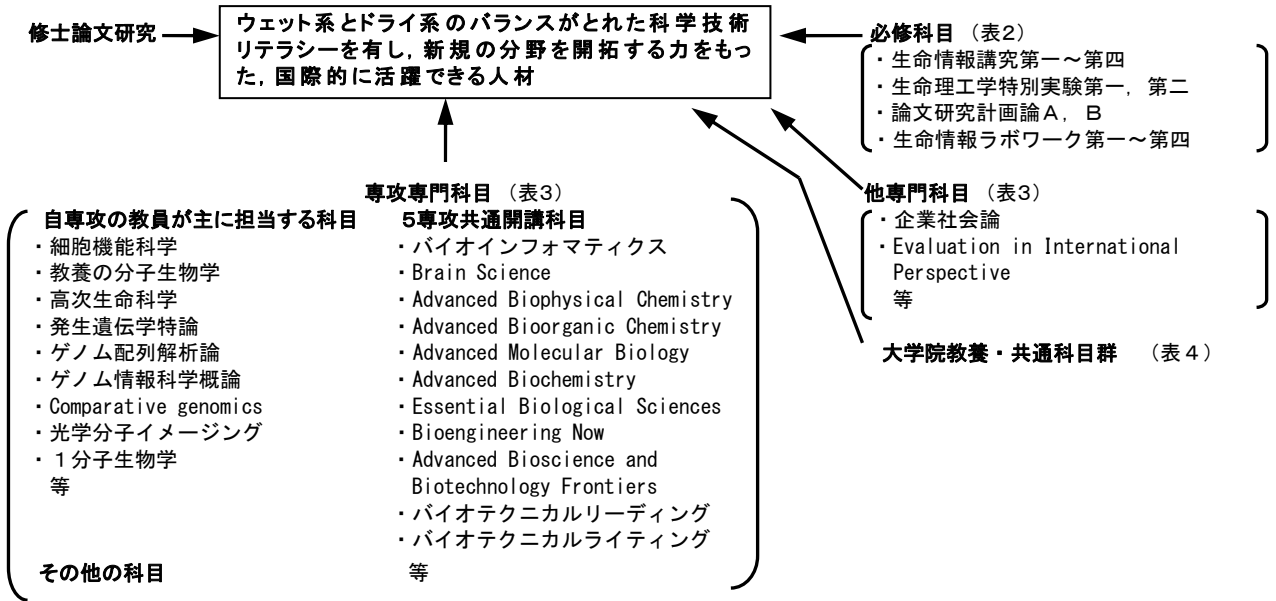 修士論文研究
ウェット系とドライ系のバランスがとれた科学技術
リテラシーを有し，新規の分野を開拓する力をもっ
た，国際的に活躍できる人材
必修科目（表2）
・生命情報講究第一～第四
・生命理工学特別実験第一，第二
・論文研究計画論Ａ，Ｂ
・生命情報ラボワーク第一～第四
専攻専門科目（表3）
自専攻の教員が主に担当する科目
・細胞機能科学
・教養の分子生物学
・高次生命科学
・発生遺伝学特論
・ゲノム配列解析論
・ゲノム情報科学概論
・Comparative genomics
・光学分子イメージング
・１分子生物学
等
その他の科目
5専攻共通開講科目
・バイオインフォマティクス
・Brain Science
・Advanced Biophysical Chemistry
・Advanced Bioorganic Chemistry
・Advanced Molecular Biology
・Advanced Biochemistry
・Essential Biological Sciences
・Bioengineering Now
・Advanced Bioscience and
Biotechnology Frontiers
・バイオテクニカルリーディング
・バイオテクニカルライティング
等
他専門科目（表3）
・企業社会論
・Evaluation in International
Perspective
等
大学院教養・共通科目群　（表４）